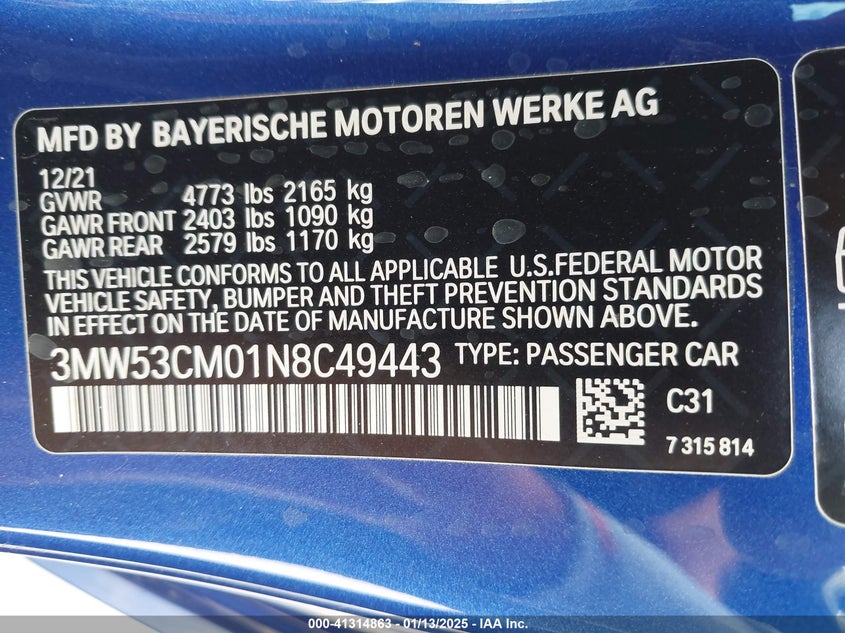 MFD BY BAYERISCHE MOTOREN WERKE AG
12/21
GVWR 4773 lbs 2165 kg
GAWR FRONT 2403 lbs 1090 kg
GAWR REAR 2579 lbs 1170 kg
THIS VEHICLE CONFORMS TO ALL APPLICABLE U.S.FEDERAL MOTOR
VEHICLE SAFETY, BUMPER AND THEFT PREVENTION STANDARDS
IN EFFECT ON THE DATE OF MANUFACTURE SHOWN ABOVE.
3MW53CM01N8C49443 TYPE: PASSENGER CAR
C31
7 315 814
000-41314863 - 01/13/2025 - IAA Inc.